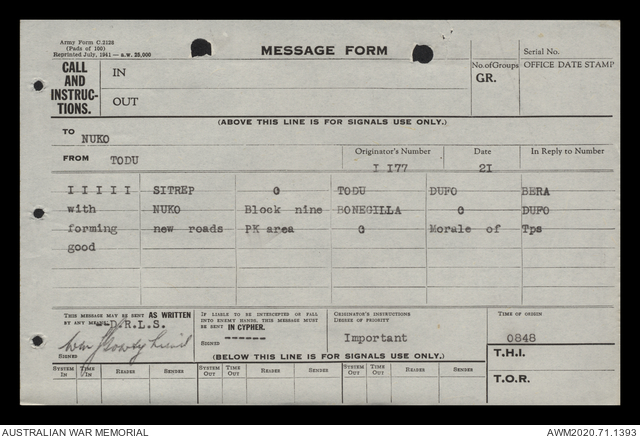 Army Form C.2128
(Pads of 100)
Reprinted July, 1941 — s.w. 25,000
MESSAGE FORM
Serial No.
CALL AND INSTRUC-TIONS.
IN
OUT
No. of Groups
GR.
OFFICE DATE STAMP
(ABOVE THIS LINE IS FOR SIGNALS USE ONLY.)
TO NUKO
FROM TODU
Originator's Number
I 177
Date
21
In Reply to Number
I I I I I SITREP O TODU DUFO BERA
with NUKO Block nine BONEGILLA O DUFO
forming new roads PK area O Morale of Tps
good
THIS MESSAGE MAY BE SENT AS WRITTEN
BY ANY MEANS D.R.L.S.
SIGNED
IF LIABLE TO BE INTERCEPTED OR FALL
INTO ENEMY HANDS, THIS MESSAGE MUST
BE SENT IN CYPHER.
SIGNED -------
ORIGINATOR'S INSTRUCTIONS
DEGREE OF PRIORITY
Important
TIME OF ORIGIN
0848
T.H.I.
T.O.R.
(BELOW THIS LINE IS FOR SIGNALS USE ONLY.)
SYSTEM IN TIME IN READER SENDER SYSTEM OUT TIME OUT READER SENDER SYSTEM OUT TIME OUT READER SENDER
AUSTRALIAN WAR MEMORIAL
AWM2020.71.1393